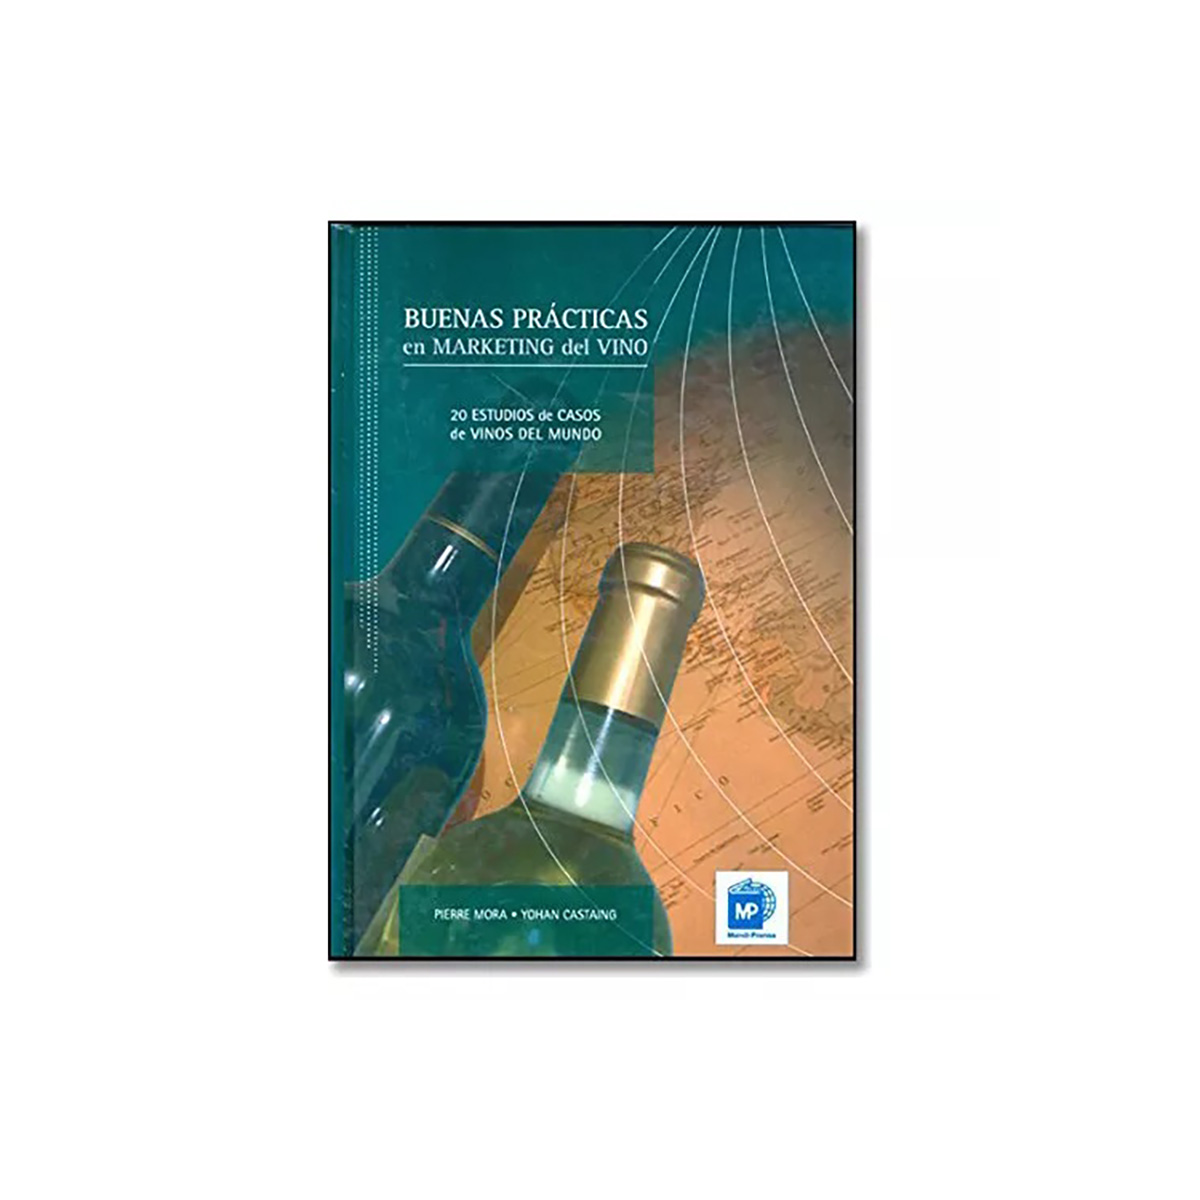 BUENAS PRÁCTICAS
en MARKETING del VINO
20 ESTUDIOS de CASOS
de VINOS DEL MUNDO
PIERRE MORA • YOHAN CASTAING
MP
Mundi-Prensa